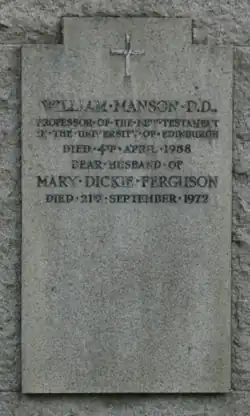 WILLIAM · MANSON · D.D.,
PROFESSOR · OF · THE · NEW · TESTAMENT
IN · THE · UNIVERSITY · OF · EDINBURGH
DIED · 4TH · APRIL · 1958
DEAR · HUSBAND · OF
MARY · DICKIE · FERGUSON
DIED · 21ST · SEPTEMBER · 1972